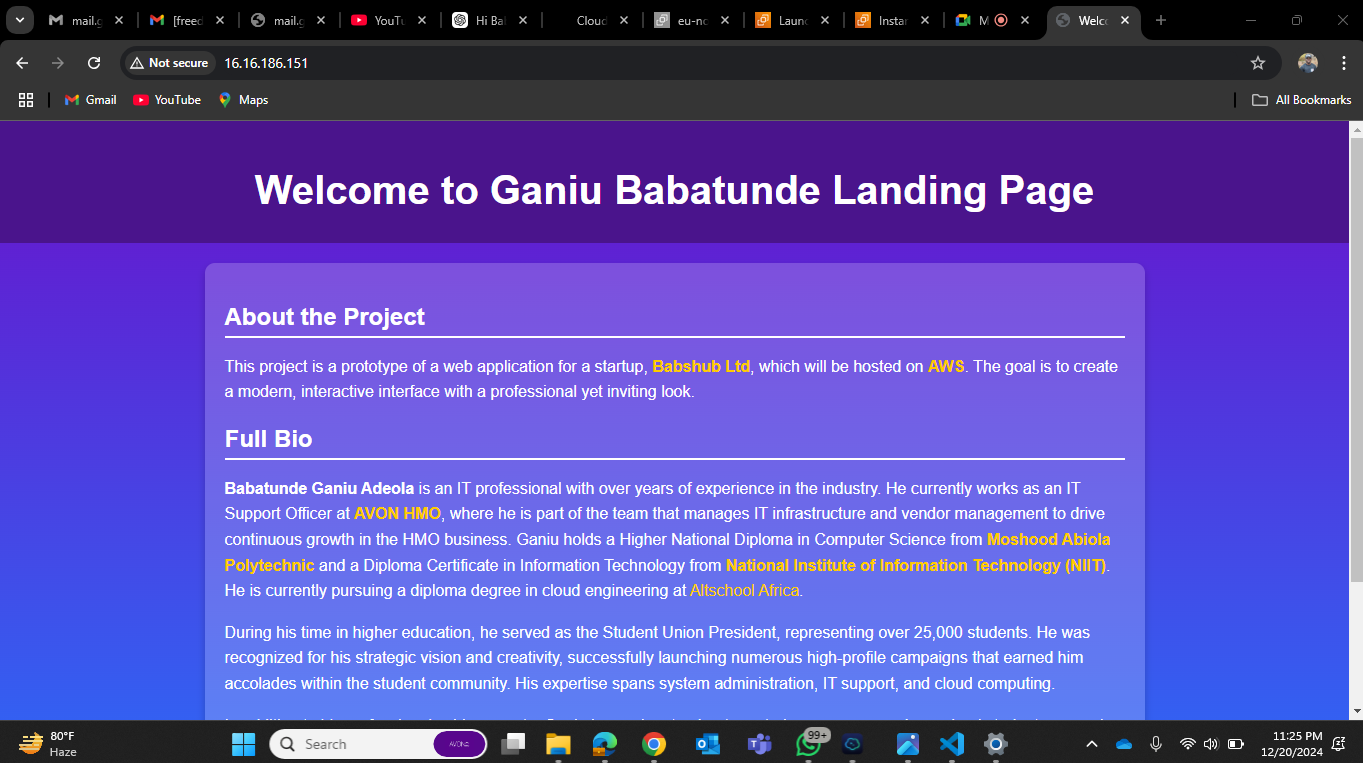 mail.g
[freed
mail.g
YouTu
Hi Bal
Cloud
eu-no
Launc
Instan
M
Welco
Not secure
16.16.186.151
Gmail
YouTube
Maps
All Bookmarks
Welcome to Ganiu Babatunde Landing Page
About the Project
This project is a prototype of a web application for a startup, Babshub Ltd, which will be hosted on AWS. The goal is to create
a modern, interactive interface with a professional yet inviting look.
Full Bio
Babatunde Ganiu Adeola is an IT professional with over years of experience in the industry. He currently works as an IT
Support Officer at AVON HMO, where he is part of the team that manages IT infrastructure and vendor management to drive
continuous growth in the HMO business. Ganiu holds a Higher National Diploma in Computer Science from Moshood Abiola
Polytechnic and a Diploma Certificate in Information Technology from National Institute of Information Technology (NIIT).
He is currently pursuing a diploma degree in cloud engineering at Altschool Africa.
During his time in higher education, he served as the Student Union President, representing over 25,000 students. He was
recognized for his strategic vision and creativity, successfully launching numerous high-profile campaigns that earned him
accolades within the student community. His expertise spans system administration, IT support, and cloud computing.
80°F
Haze
Search
99+
11:25 PM
12/20/2024